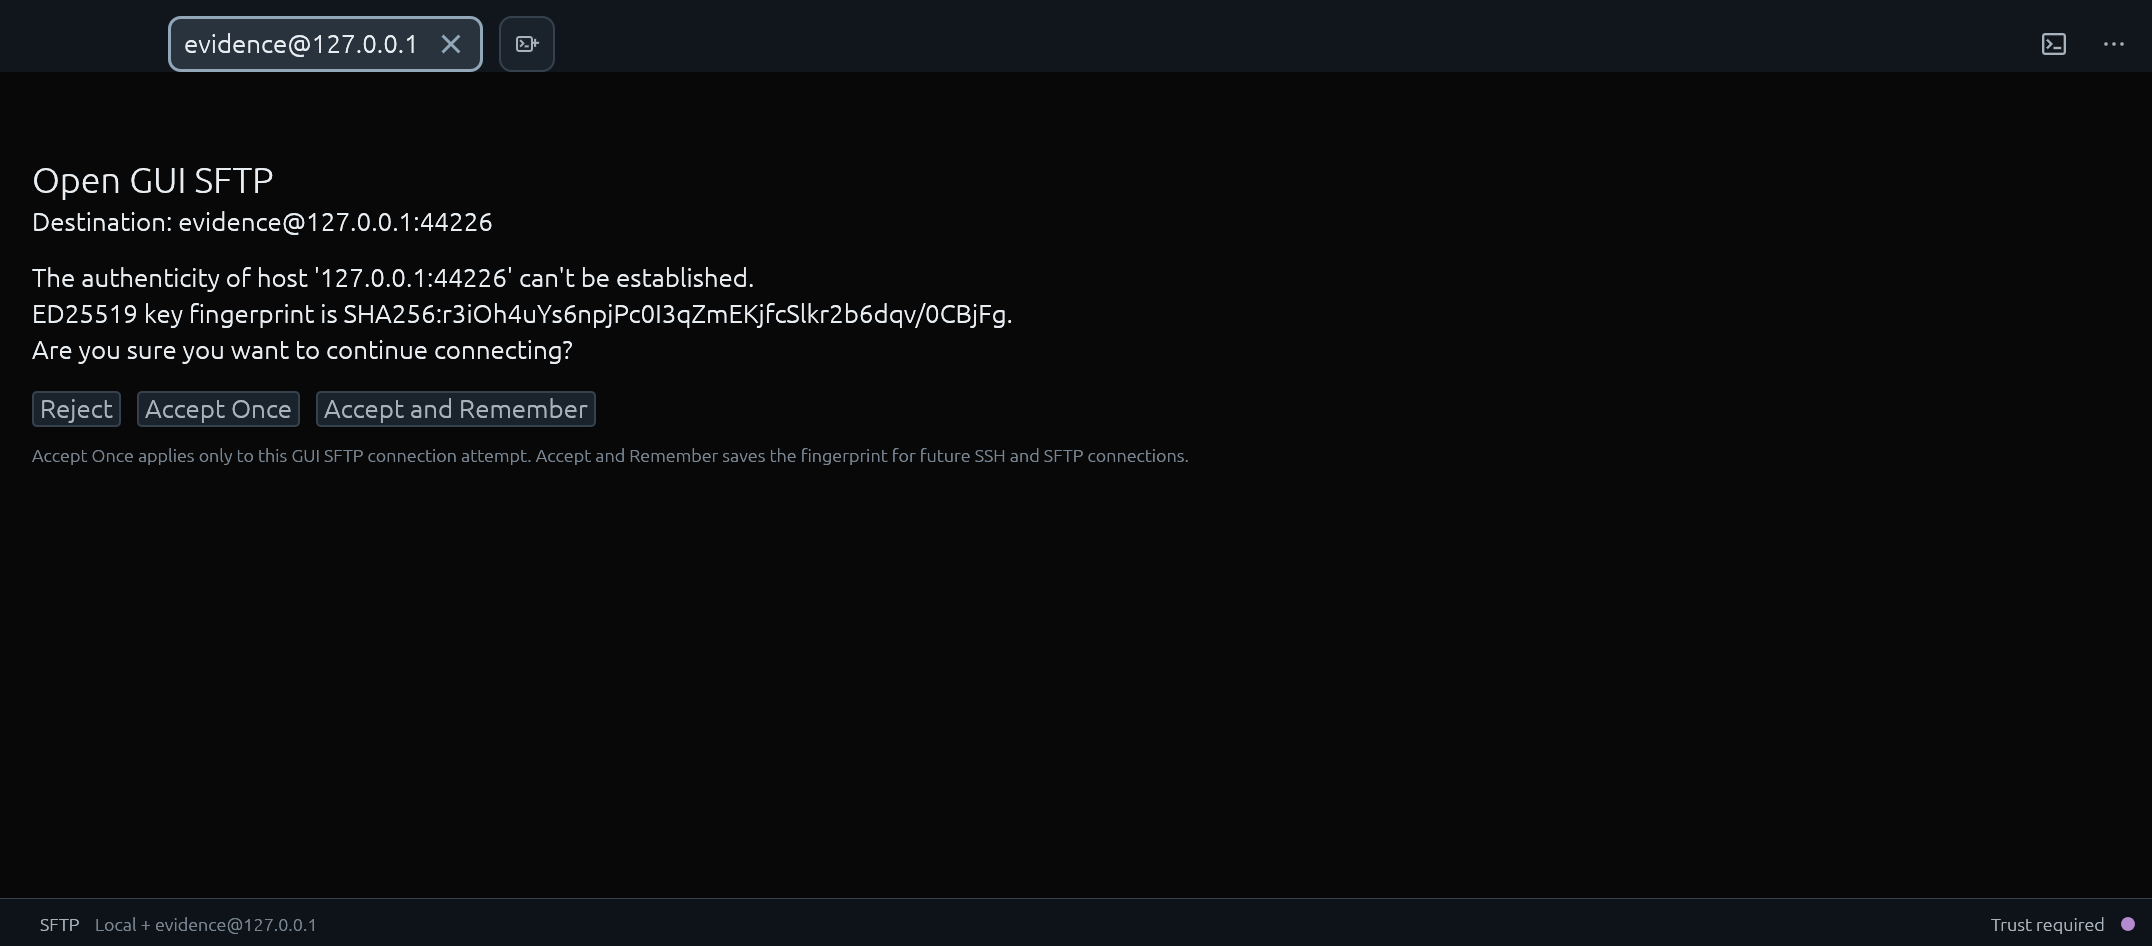 evidence@127.0.0.1
Open GUI SFTP
Destination: evidence@127.0.0.1:44226
The authenticity of host '127.0.0.1:44226' can't be established.
ED25519 key fingerprint is SHA256:r3iOh4uYs6npjPc0I3qZmEKjfcSlkr2b6dqv/0CBjFg.
Are you sure you want to continue connecting?
Reject Accept Once Accept and Remember
Accept Once applies only to this GUI SFTP connection attempt. Accept and Remember saves the fingerprint for future SSH and SFTP connections.
SFTP Local + evidence@127.0.0.1 Trust required